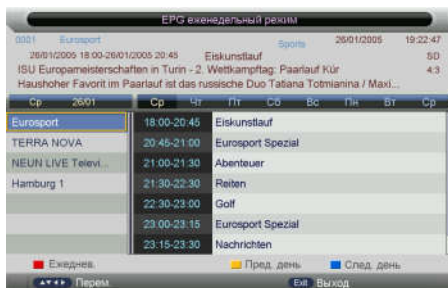 EPG еженедельный режим
0001 Eurosport Sports 26/01/2005 19:22:47
26/01/2005 18:00-26/01/2005 20:45 Eiskunstlauf SD
ISU Europameisterschaften in Turin - 2. Wettkampftag: Paarlauf Kür 4:3
Haushoher Favorit im Paarlauf ist das russische Duo Tatiana Totmianina / Maxi...
Ср 26/01 Ср Чт Пт Сб Вс Пн Вт Ср
Eurosport 18:00-20:45 Eiskunstlauf
TERRA NOVA 20:45-21:00 Eurosport Spezial
NEUN LIVE Televi... 21:00-21:30 Abenteuer
Hamburg 1 21:30-22:30 Reiten
22:30-23:00 Golf
23:00-23:15 Eurosport Spezial
23:15-23:30 Nachrichten
Ежеднев. Пред. день След. день
Перем. Exit Выход